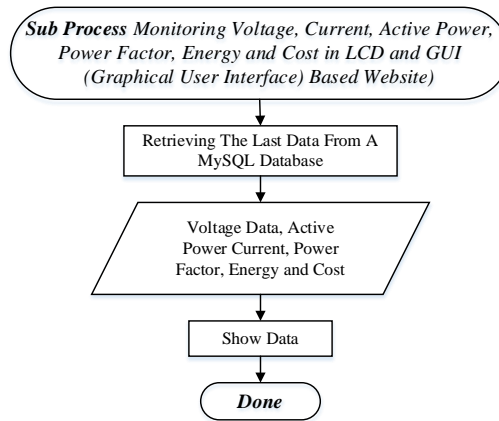 Sub Process Monitoring Voltage, Current, Active Power,
Power Factor, Energy and Cost in LCD and GUI
(Graphical User Interface) Based Website)
Retrieving The Last Data From A
MySQL Database
Voltage Data, Active
Power Current, Power
Factor, Energy and Cost
Show Data
Done